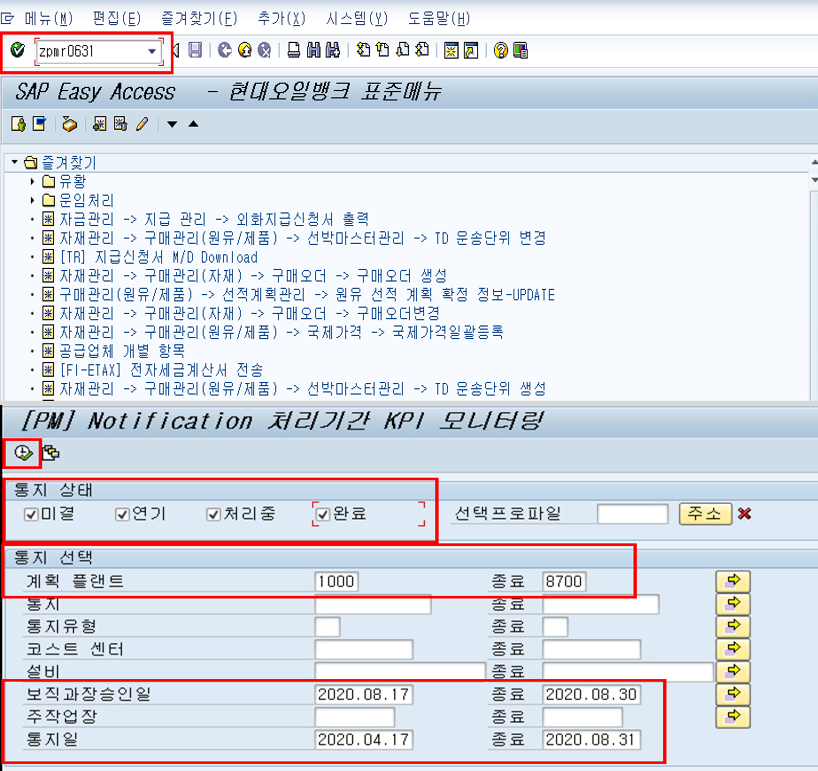 메뉴(M) 편집(E) 즐겨찾기(F) 추가(X) 시스템(Y) 도움말(H)
zpmr0631
SAP Easy Access - 현대오일뱅크 표준메뉴
즐겨찾기
유황
운임처리
자금관리 -> 지급 관리 -> 외화지급신청서 출력
자재관리 -> 구매관리(원유/제품) -> 선박마스터관리 -> TD 운송단위 변경
[TR] 지급신청서 M/D Download
자재관리 -> 구매관리(자재) -> 구매오더 -> 구매오더 생성
구매관리(원유/제품) -> 선적계획관리 -> 원유 선적 계획 확정 정보-UPDATE
자재관리 -> 구매관리(자재) -> 구매오더 -> 구매오더변경
자재관리 -> 구매관리(원유/제품) -> 국제가격 -> 국제가격일괄등록
공급업체 개별 항목
[FI-ETAX] 전자세금계산서 전송
자재관리 -> 구매관리(원유/제품) -> 선박마스터관리 -> TD 운송단위 생성
[PM] Notification 처리기간 KPI 모니터링
통지 상태
미결 연기 처리중 완료 선택프로파일 주소
통지 선택
계획 플랜트 1000 종료 8700
통지 종료
통지유형 종료
코스트 센터 종료
설비 종료
보직과장승인일 2020.08.17 종료 2020.08.30
주작업장 종료
통지일 2020.04.17 종료 2020.08.31